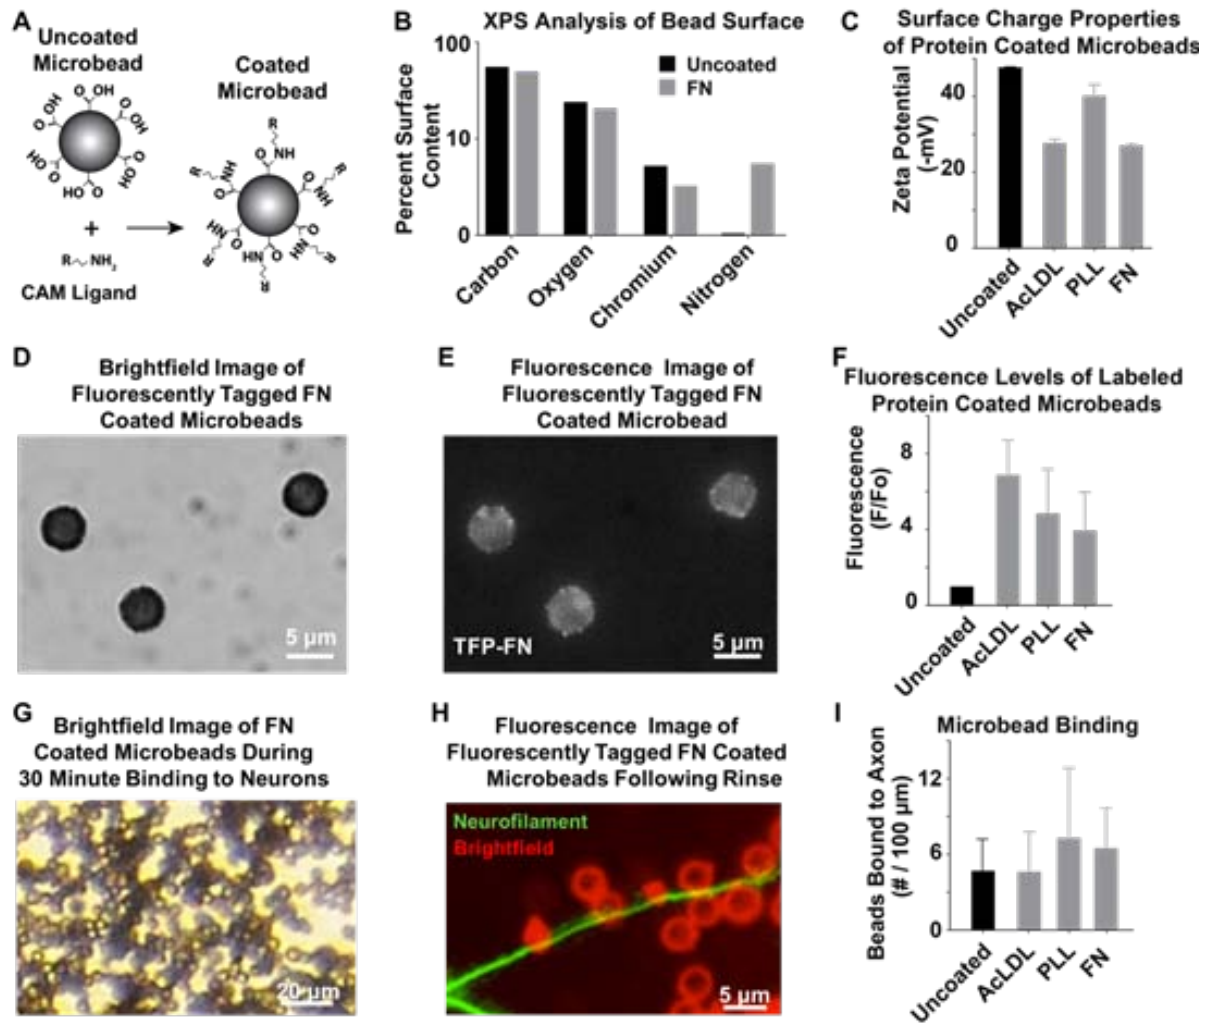 A
Uncoated
Microbead
OH
O
O
OH
O
OH
O
HO
O
HO
O
OH
O
HO
+
R
NH2
CAM Ligand
Coated
Microbead
R
O
NH
R
NH
O
R
NH
O
HN
O
R
HN
O
R
HN
O
R
B
XPS Analysis of Bead Surface
Percent Surface
Content
100
10
0
Uncoated
FN
Carbon
Oxygen
Chromium
Nitrogen
C
Surface Charge Properties
of Protein Coated Microbeads
Zeta Potential
(-mV)
40
20
0
Uncoated
AcLDL
PLL
FN
D
Brightfield Image of
Fluorescently Tagged FN
Coated Microbeads
5 µm
E
Fluorescence Image of
Fluorescently Tagged FN
Coated Microbead
TFP-FN
5 µm
F
Fluorescence Levels of Labeled
Protein Coated Microbeads
Fluorescence
(F/Fo)
8
4
0
Uncoated
AcLDL
PLL
FN
G
Brightfield Image of FN
Coated Microbeads During
30 Minute Binding to Neurons
20 µm
H
Fluorescence Image of
Fluorescently Tagged FN Coated
Microbeads Following Rinse
Neurofilament
Brightfield
5 µm
I
Microbead Binding
Beads Bound to Axon
(# / 100 µm)
12
6
0
Uncoated
AcLDL
PLL
FN